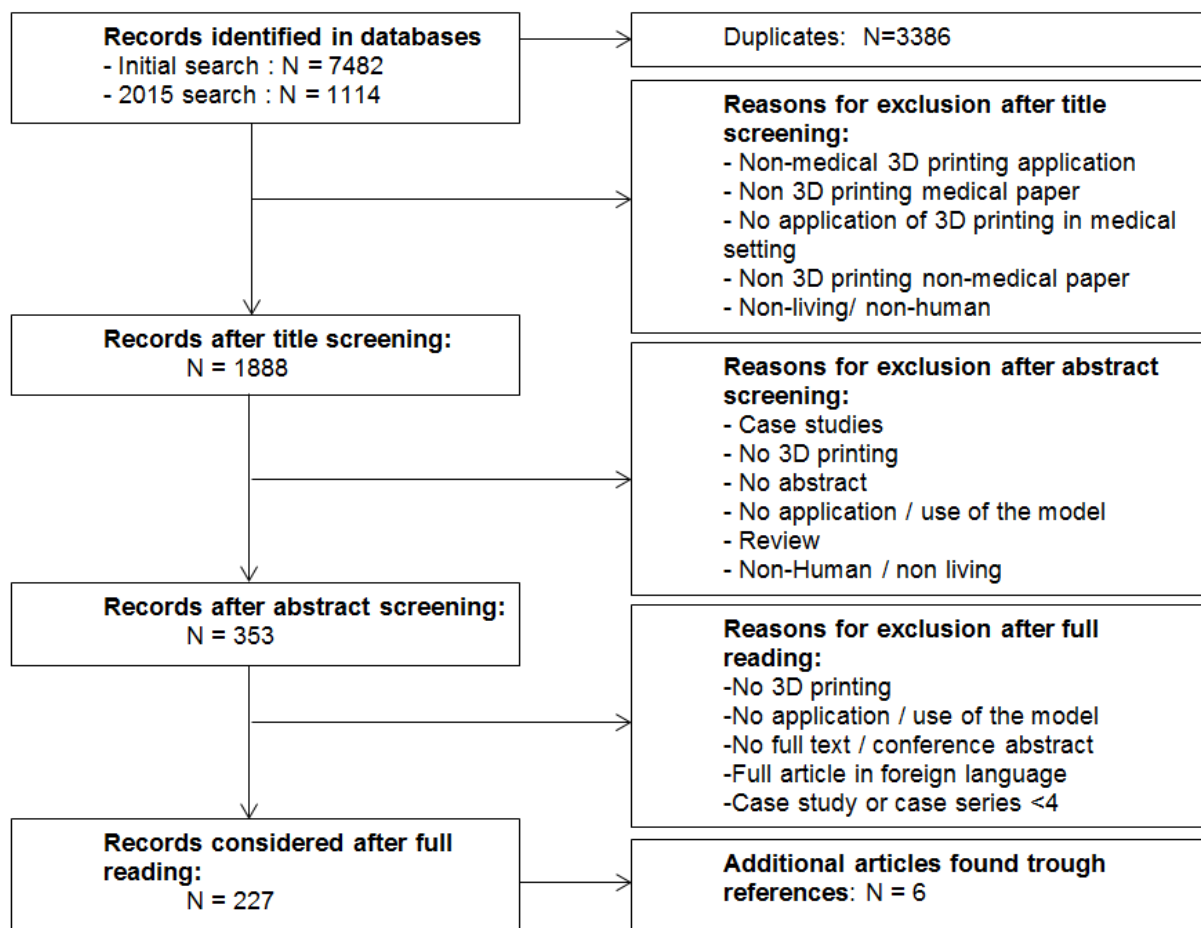 Records identified in databases
- Initial search : N = 7482
- 2015 search : N = 1114
Duplicates: N=3386
Reasons for exclusion after title
screening:
- Non-medical 3D printing application
- Non 3D printing medical paper
- No application of 3D printing in medical
setting
- Non 3D printing non-medical paper
- Non-living/ non-human
Records after title screening:
N = 1888
Reasons for exclusion after abstract
screening:
- Case studies
- No 3D printing
- No abstract
- No application / use of the model
- Review
- Non-Human / non living
Records after abstract screening:
N = 353
Reasons for exclusion after full
reading:
-No 3D printing
-No application / use of the model
-No full text / conference abstract
-Full article in foreign language
-Case study or case series <4
Records considered after full
reading:
N = 227
Additional articles found trough
references: N = 6